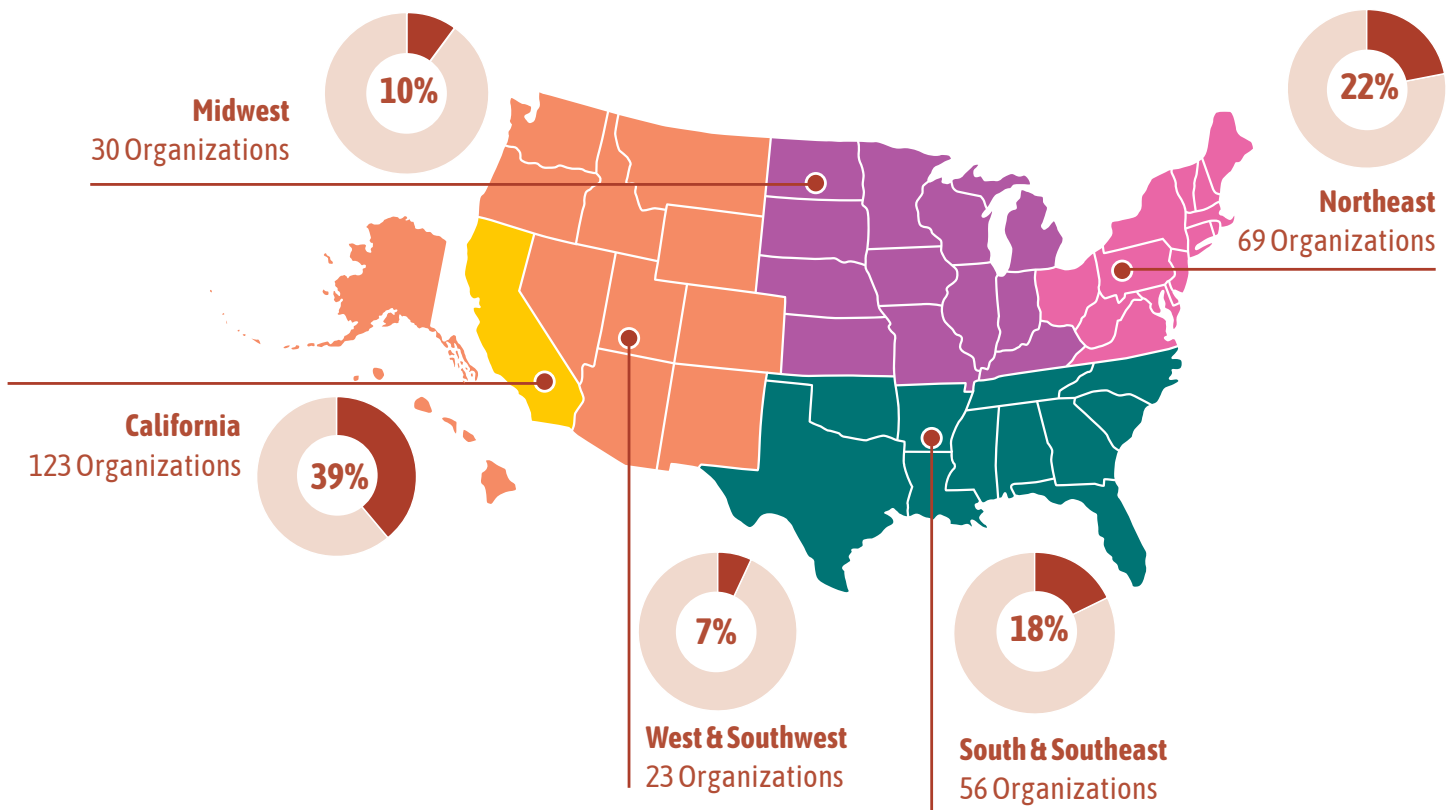 10%
Midwest
30 Organizations
22%
Northeast
69 Organizations
California
123 Organizations
39%
7%
West & Southwest
23 Organizations
18%
South & Southeast
56 Organizations